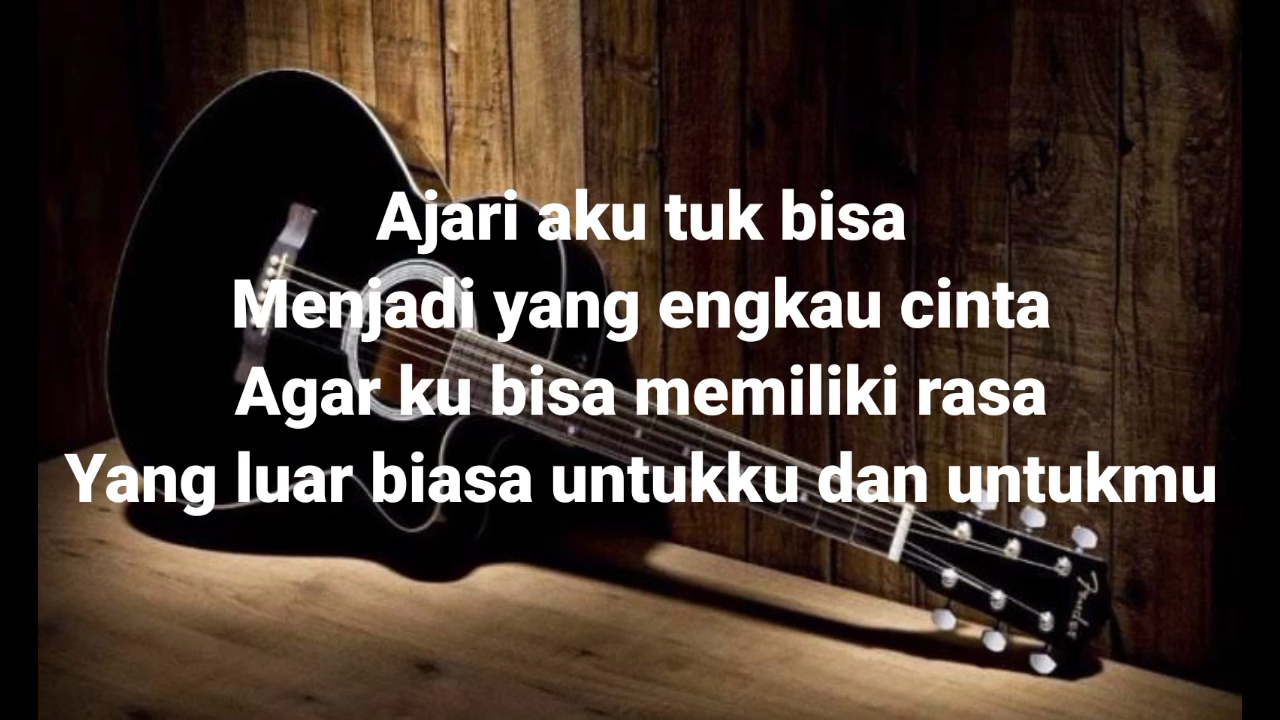 Ajari aku tuk bisa
Menjadi yang engkau cinta
Agar ku bisa memiliki rasa
Yang luar biasa untukku dan untukmu
Fender